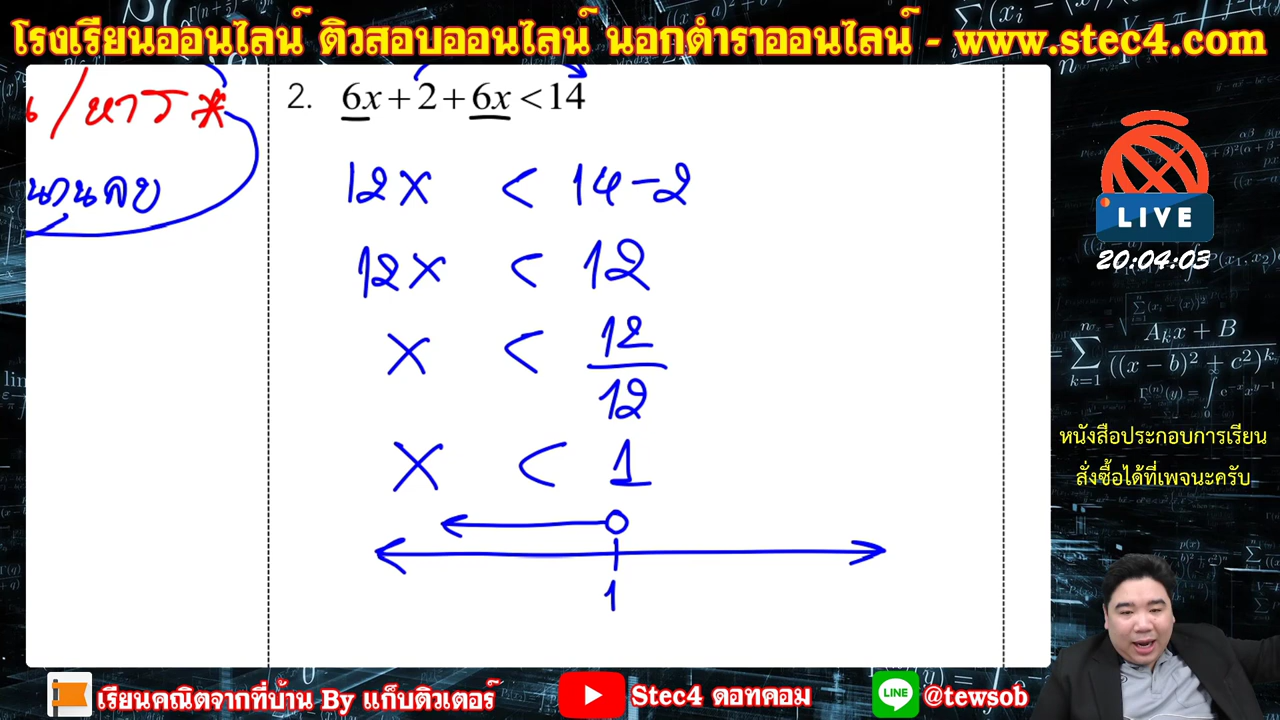 โรงเรียนออนไลน์ ติวสอบออนไลน์ นอกตำราออนไลน์ - www.stec4.com
/หาร *
2. 6x + 2 + 6x < 14
12x < 14 - 2
12x < 12
x < 12/12
x < 1
1
LIVE
20:04:03
หนังสือประกอบการเรียน
สั่งซื้อได้ที่เพจนะครับ
เรียนคณิตจากที่บ้าน By แก็บติวเตอร์
Stec4 ดอทคอม
LINE
@tewsob